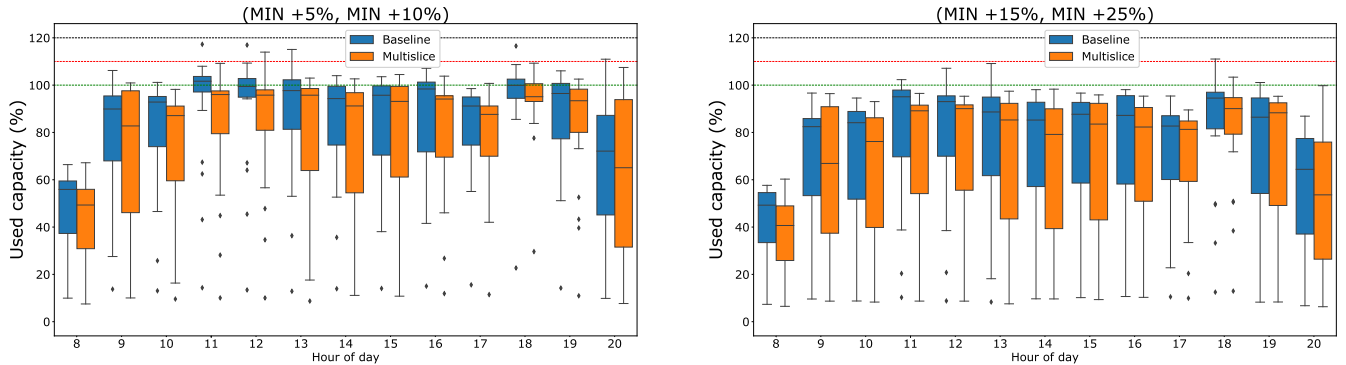 (MIN +5%, MIN +10%)
Baseline
Multislice
Used capacity (%)
120
100
80
60
40
20
0
8 9 10 11 12 13 14 15 16 17 18 19 20
Hour of day
(MIN +15%, MIN +25%)
Baseline
Multislice
Used capacity (%)
120
100
80
60
40
20
0
8 9 10 11 12 13 14 15 16 17 18 19 20
Hour of day